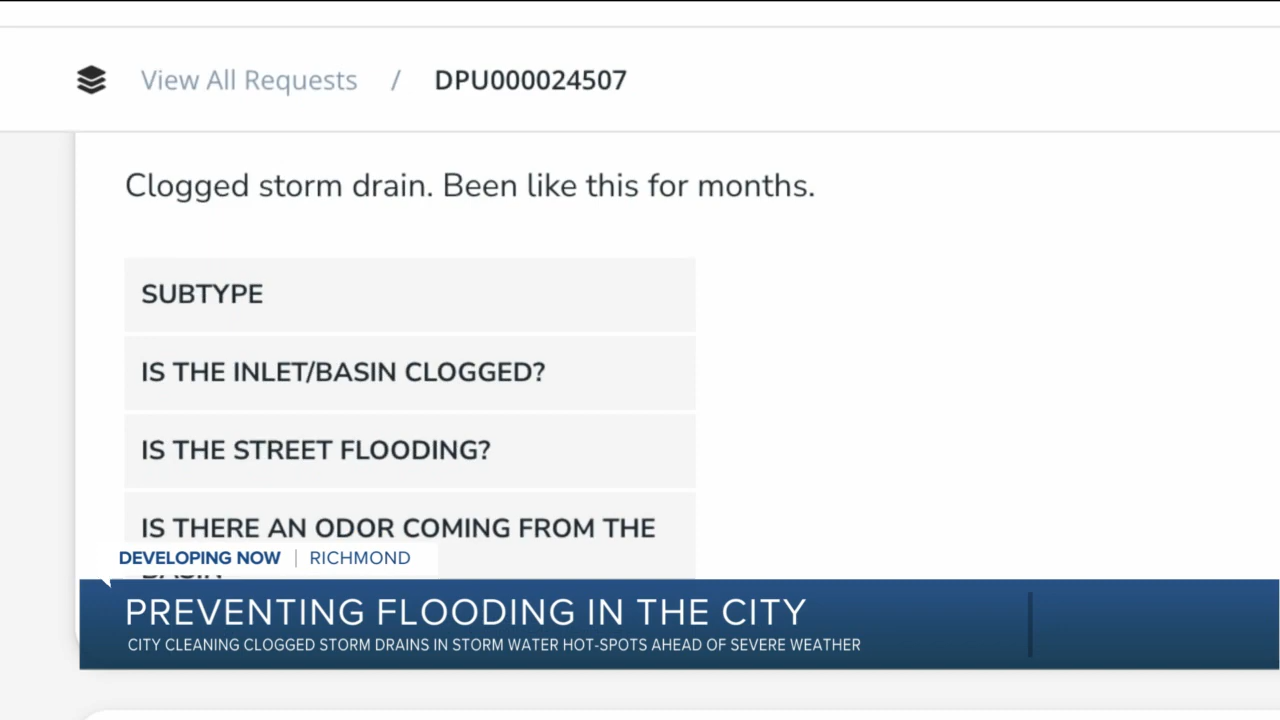 View All Requests / DPU000024507
Clogged storm drain. Been like this for months.
SUBTYPE
IS THE INLET/BASIN CLOGGED?
IS THE STREET FLOODING?
IS THERE AN ODOR COMING FROM THE
BASIN
DEVELOPING NOW | RICHMOND
PREVENTING FLOODING IN THE CITY
CITY CLEANING CLOGGED STORM DRAINS IN STORM WATER HOT-SPOTS AHEAD OF SEVERE WEATHER